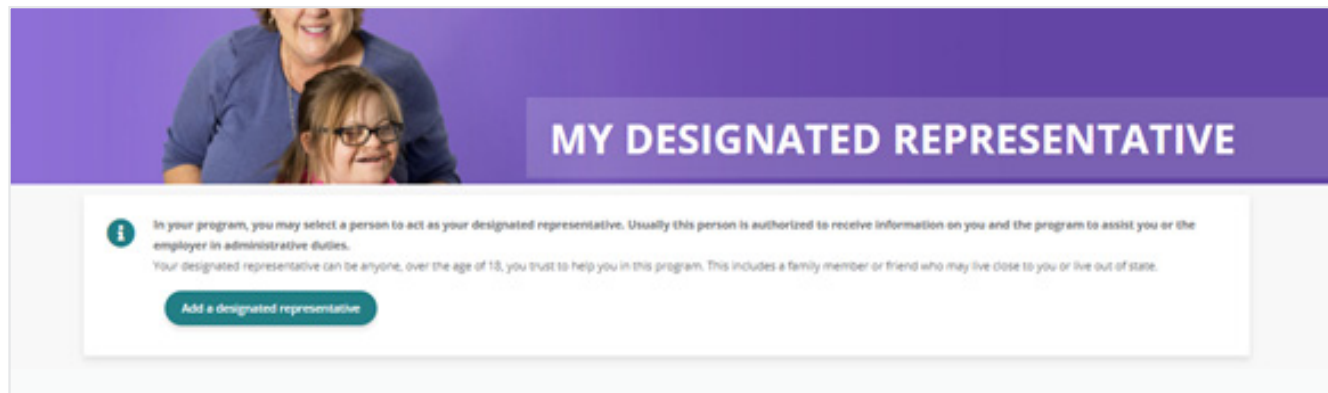 MY DESIGNATED REPRESENTATIVE
In your program, you may select a person to act as your designated representative. Usually this person is authorized to receive information on you and the program to assist you or the
employer in administrative duties.
Your designated representative can be anyone, over the age of 18, you trust to help you in this program. This includes a family member or friend who may live close to you or live out of state.
Add a designated representative